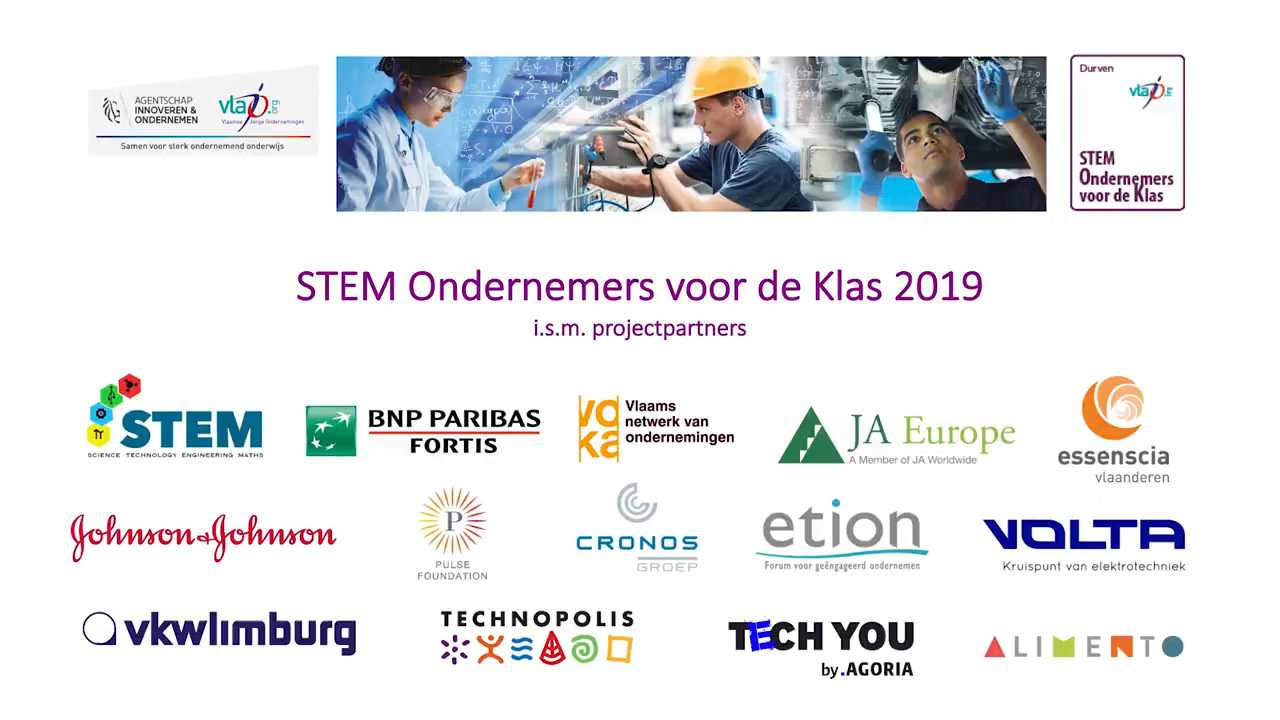 AGENTSCHAP
INNOVEREN &
ONDERNEMEN
vlajo.org
Vlaamse Jonge Ondernemingen
Samen voor sterk ondernemend onderwijs
Durven
vlajo
STEM
Ondernemers
voor de Klas
STEM Ondernemers voor de Klas 2019
i.s.m. projectpartners
STEM
SCIENCE TECHNOLOGY ENGINEERING MATHS
BNP PARIBAS
FORTIS
voka
Vlaams
netwerk van
ondernemingen
JA Europe
A Member of JA Worldwide
essenscia
vlaanderen
Johnson & Johnson
P
PULSE
FOUNDATION
CRONOS
GROEP
etion
Forum voor geëngageerd ondernemen
VOLTA
Kruispunt van elektrotechniek
vkwlimburg
TECHNOPOLIS
TECH YOU
by .AGORIA
ALIMENTO